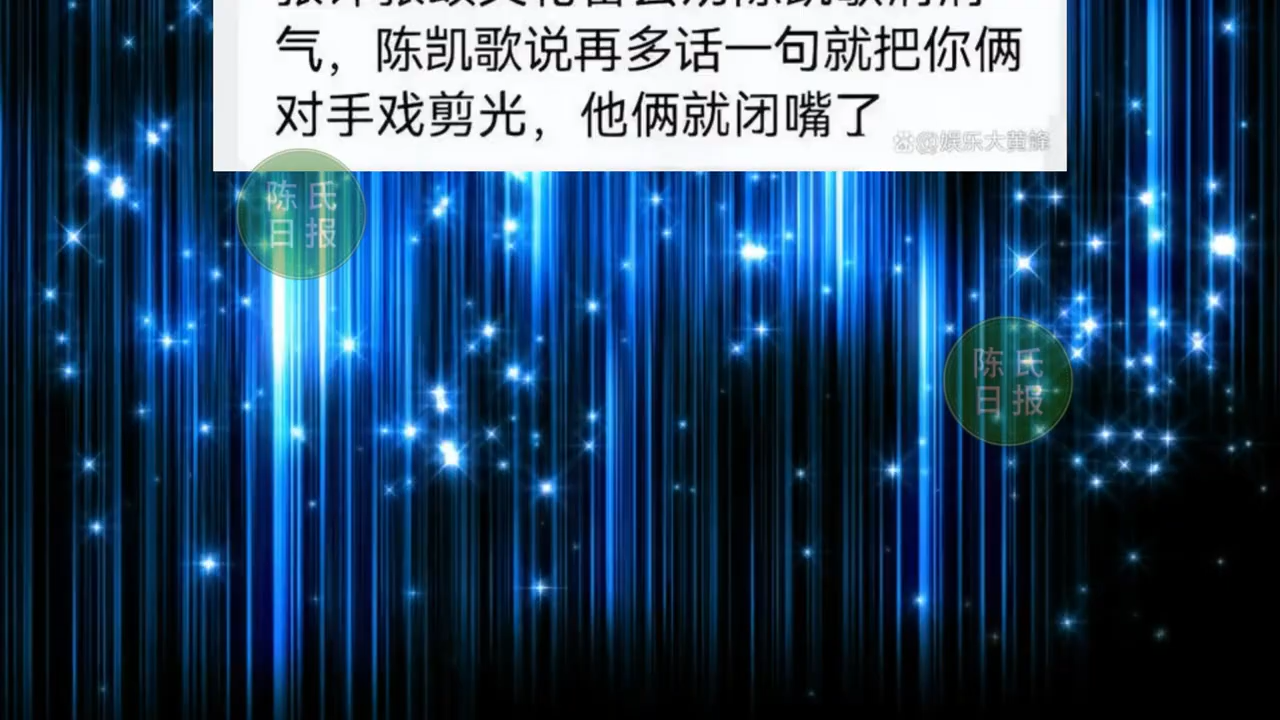 气，陈凯歌说再多话一句就把你俩
对手戏剪光，他俩就闭嘴了
@娱乐大黄蜂
陈氏
日报
陈氏
日报